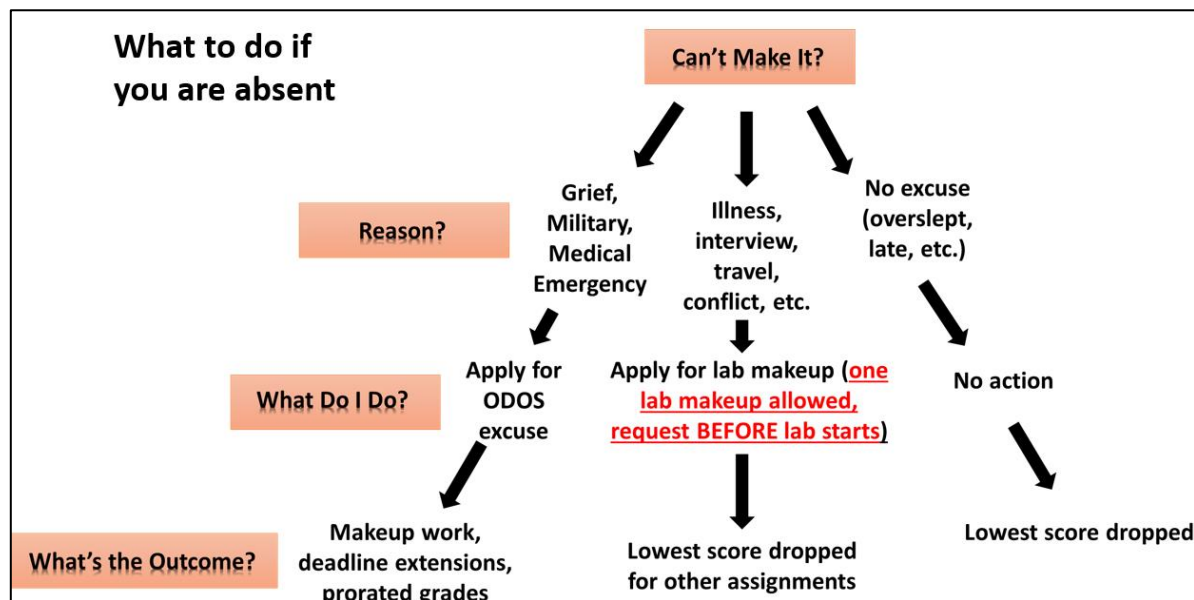 What to do if
you are absent
Can't Make It?
Reason?
Grief,
Military,
Medical
Emergency
Illness,
interview,
travel,
conflict, etc.
No excuse
(overslept,
late, etc.)
What Do I Do?
Apply for
ODOS
excuse
Apply for lab makeup (one
lab makeup allowed,
request BEFORE lab starts)
No action
What's the Outcome?
Makeup work,
deadline extensions,
prorated grades
Lowest score dropped
for other assignments
Lowest score dropped